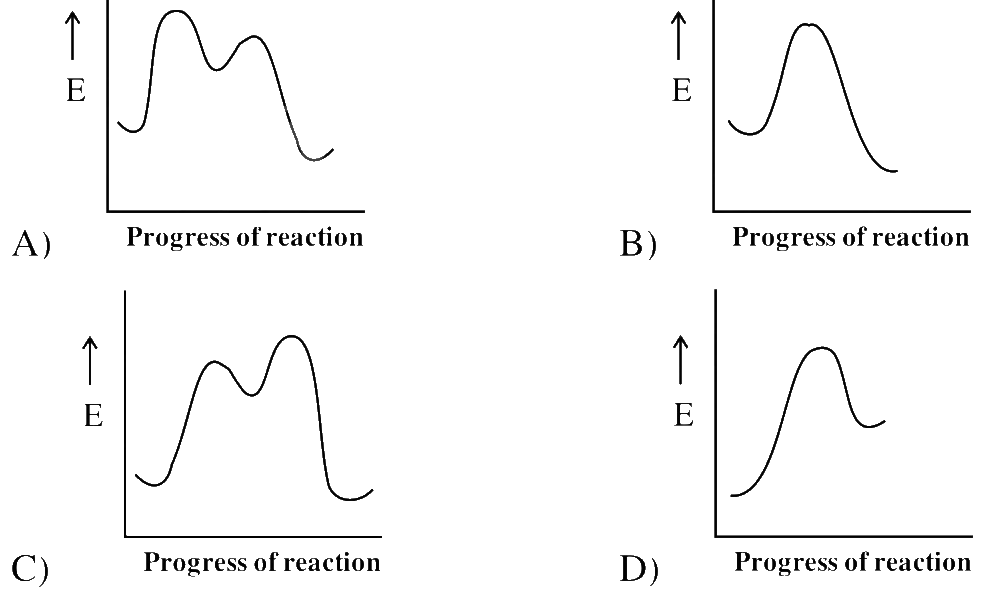 E
E
Progress of reaction
Progress of reaction
A)
B)
E
E
Progress of reaction
Progress of reaction
C)
D)